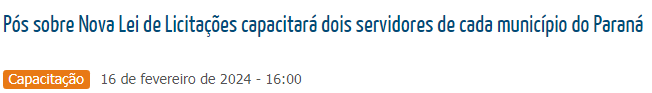 Pós sobre Nova Lei de Licitações capacitará dois servidores de cada município do Paraná
Capacitação 16 de fevereiro de 2024 - 16:00